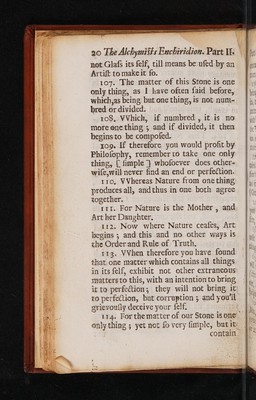 20 The Alchymists Enchiridion. Part II.
not Glass its self, till means be used by an
Artist to make it so.
107. The matter of this Stone is one
only thing, as I have often said before,
which, as being but one thing, is not num-
bred or divided.
108. VVhich, if numbred, it is no
more one thing; and if divided, it then
begins to be composed.
109. If therefore you would profit by
Philosophy, remember to take one only
thing, [ simple ] whosoever does other-
wise, will never find an end or perfection.
110. VVhereas Nature from one thing
produces all, and thus in one both agree
together.
111. For Nature is the Mother, and
Art her Daughter.
112. Now where Nature ceases, Art
begins; and this and no other ways is
the Order and Rule of Truth.
113. VVhen therefore you have found
that one matter which contains all things
in its self, exhibit not other extraneous
matters to this, with an intention to bring
it to perfection; they will not bring it
to perfection, but corruption; and you'll
grievously deceive your self.
114. For the matter of our Stone is one
only thing; yet not so very simple, but it
contain